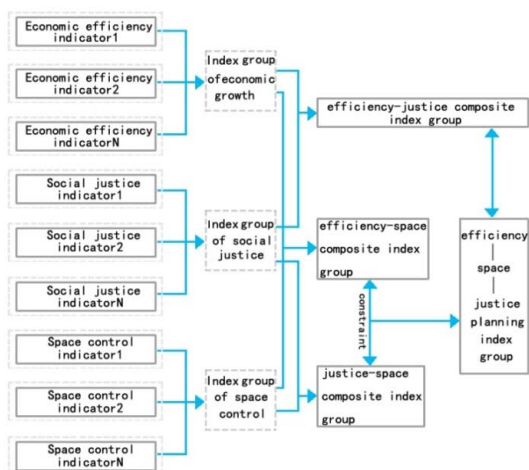 Economic efficiency
indicator1
Economic efficiency
indicator2
Economic efficiency
indicatorN
Social justice
indicator1
Social justice
indicator2
Social justice
indicatorN
Space control
indicator1
Space control
indicator2
Space control
indicatorN
Index group
ofeconomic
growth
Index group
of social
justice
Index group
of space
control
efficiency-justice composite
index group
efficiency-space
composite index
group
constraint
justice-space
composite index
group
efficiency
|
space
|
justice
planning
index
group